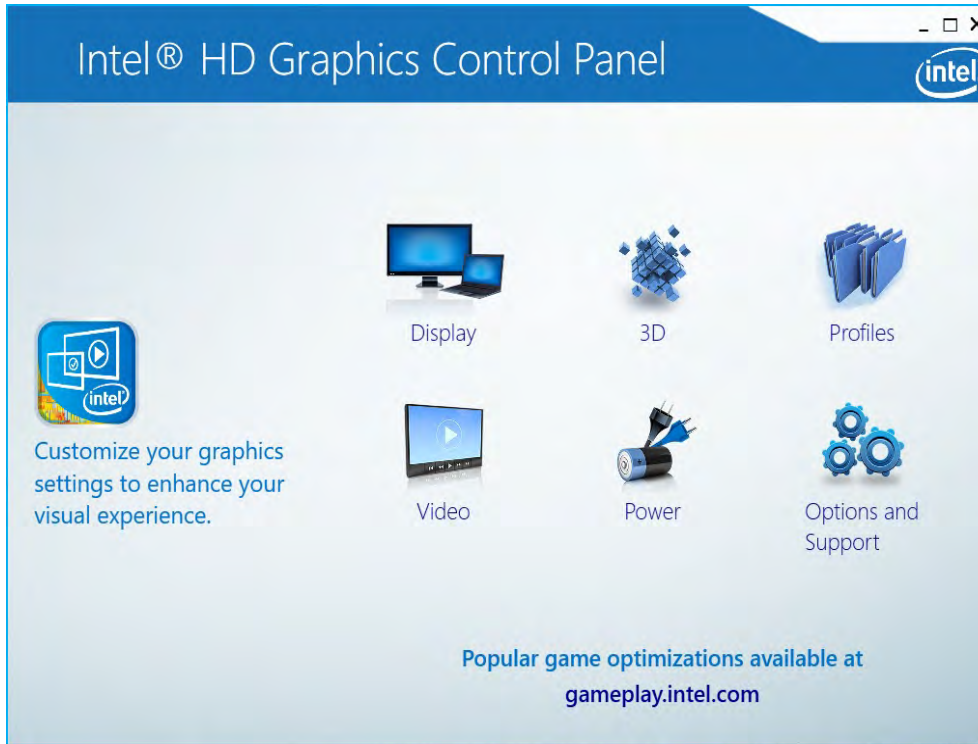 Intel® HD Graphics Control Panel
intel
Display
3D
Profiles
intel
Customize your graphics
settings to enhance your
visual experience.
Video
Power
Options and
Support
Popular game optimizations available at
gameplay.intel.com